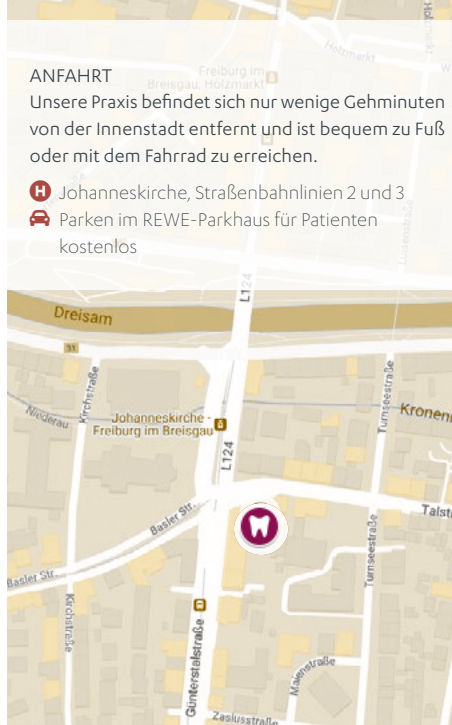 Holzmarkt
Holzmarkt
W
Freiburg im
Breisgau, Holzmarkt
ANFAHRT
Unsere Praxis befindet sich nur wenige Gehminuten
von der Innenstadt entfernt und ist bequem zu Fuß
oder mit dem Fahrrad zu erreichen.
H Johanneskirche, Straßenbahnlinien 2 und 3
Parken im REWE-Parkhaus für Patienten
kostenlos
Luisenstraße
L124
Dreisam
31
Kirchstraße
Turnseestraße
Niederau
Johanneskirche -
Freiburg im Breisgau
Kronen
L124
Basler Str.
Talst
Basler Str.
Turnseestraße
Kirchstraße
Günterstalstraße
Maienstraße
Zasiusstraße